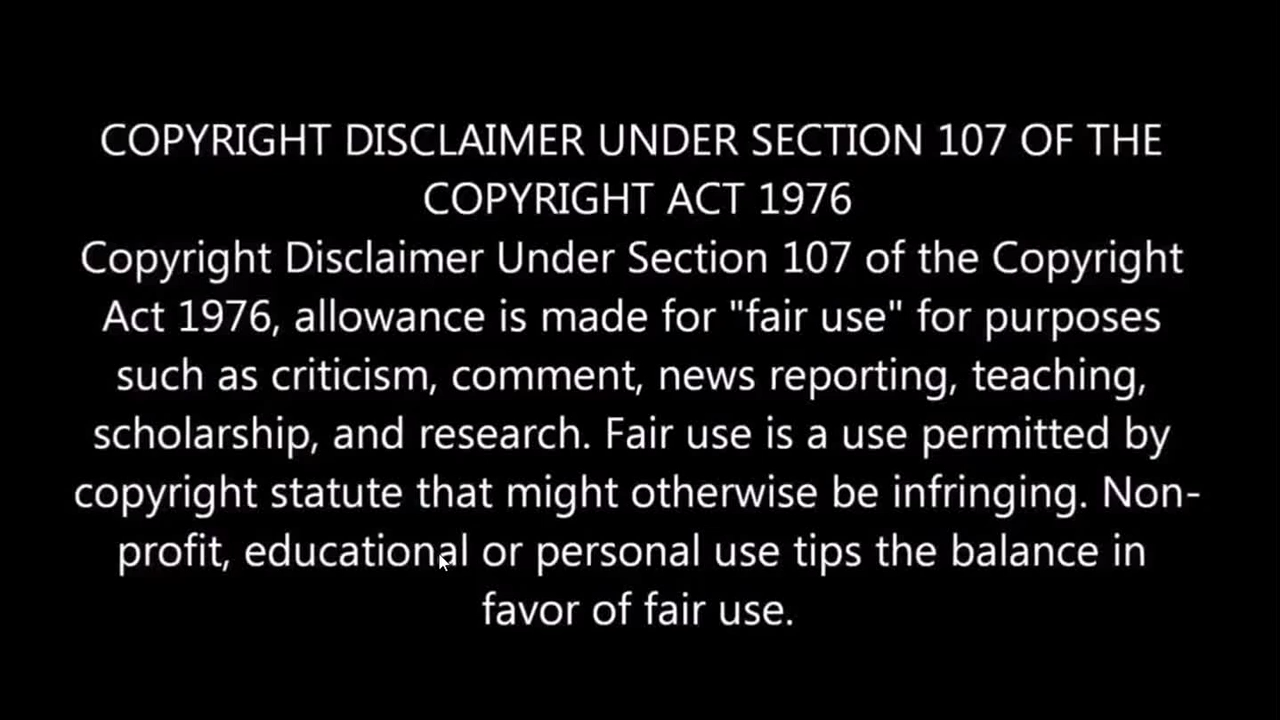 COPYRIGHT DISCLAIMER UNDER SECTION 107 OF THE
COPYRIGHT ACT 1976
Copyright Disclaimer Under Section 107 of the Copyright
Act 1976, allowance is made for "fair use" for purposes
such as criticism, comment, news reporting, teaching,
scholarship, and research. Fair use is a use permitted by
copyright statute that might otherwise be infringing. Non-
profit, educational or personal use tips the balance in
favor of fair use.